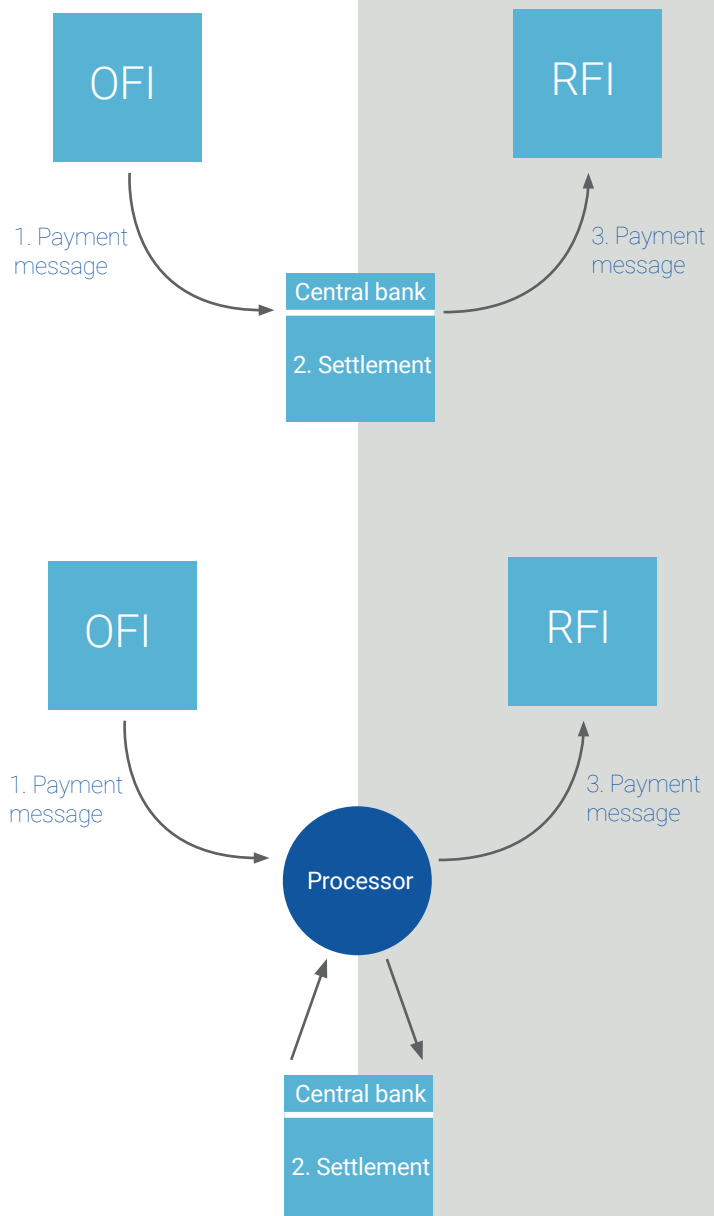 OFI
RFI
1. Payment
message
3. Payment
message
Central bank
2. Settlement
OFI
RFI
1. Payment
message
3. Payment
message
Processor
Central bank
2. Settlement